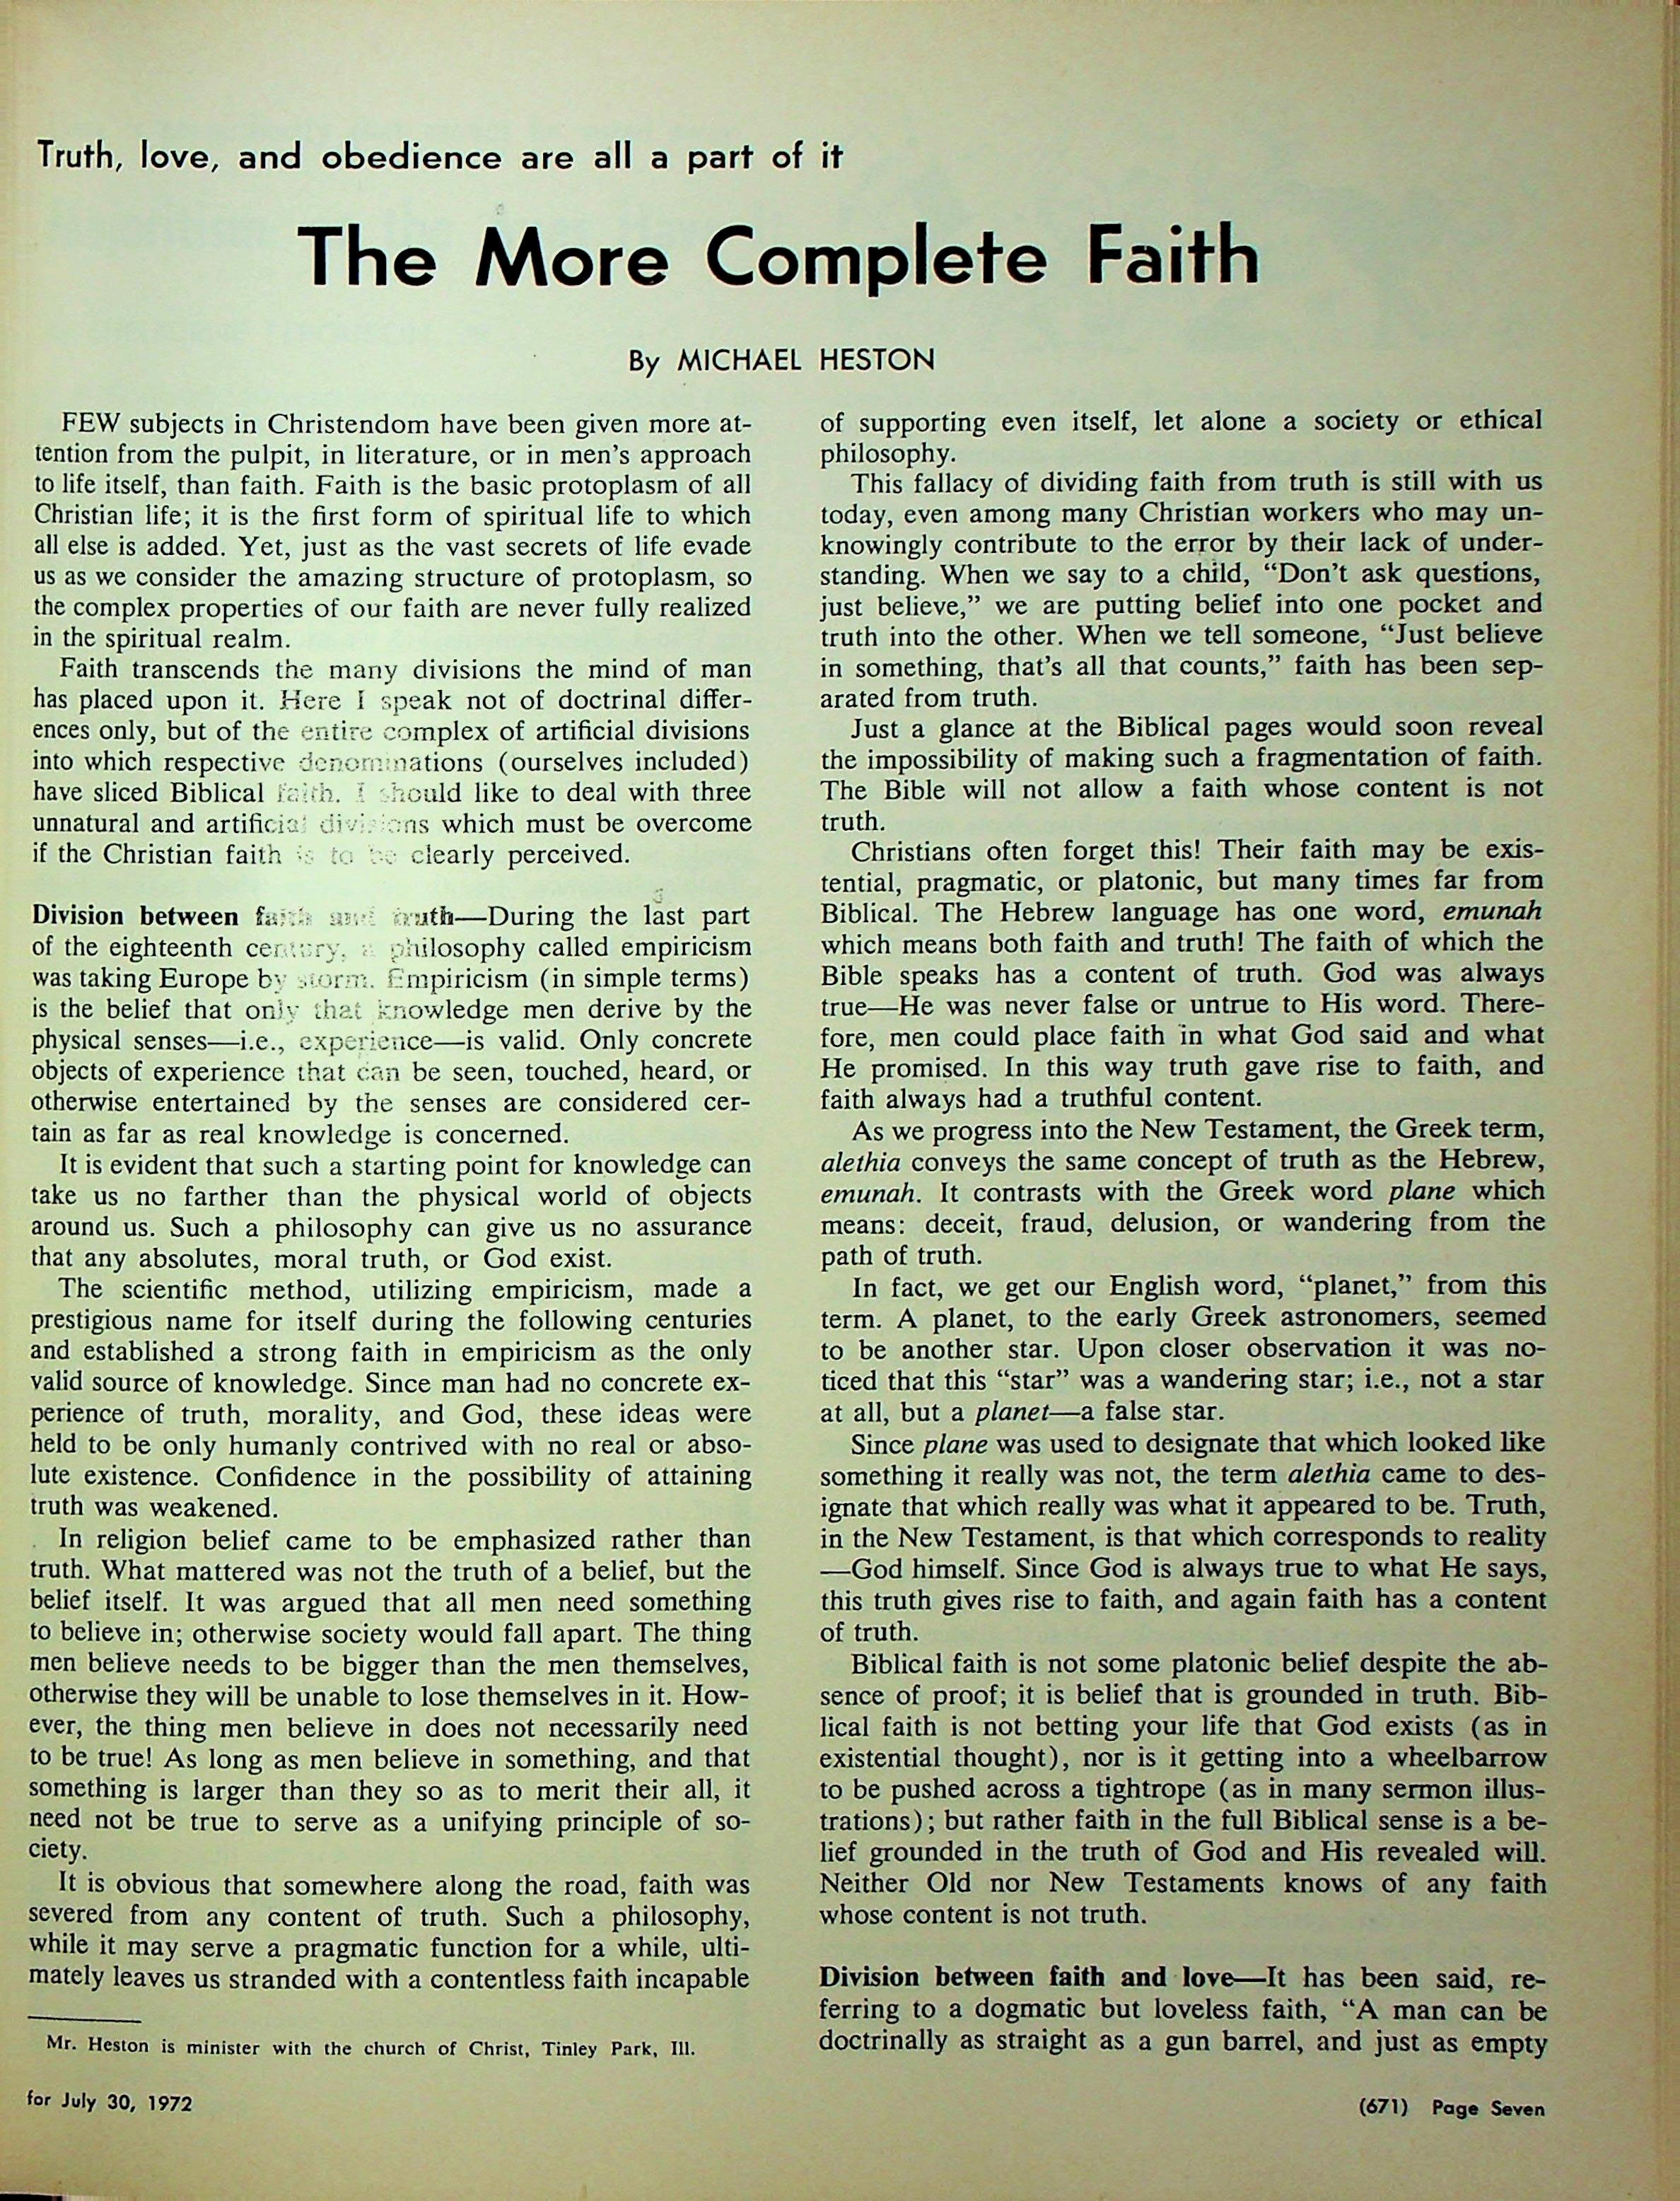 Truth, love, and obedience are all a part of it
The More Complete Faith
By MICHAEL HESTON
FEW subjects in Christendom have been given more at-
tention from the pulpit, in literature, or in men's approach
to life itself, than faith. Faith is the basic protoplasm of all
Christian life; it is the first form of spiritual life to which
all else is added. Yet, just as the vast secrets of life evade
us as we consider the amazing structure of protoplasm, so
the complex properties of our faith are never fully realized
in the spiritual realm.
Faith transcends the many divisions the mind of man
has placed upon it. Here I speak not of doctrinal differ-
ences only, but of the entire complex of artificial divisions
into which respective denominations (ourselves included)
have sliced Biblical faith. I should like to deal with three
unnatural and artificial divisions which must be overcome
if the Christian faith is to be clearly perceived.
Division between faith and truth—During the last part
of the eighteenth century, a philosophy called empiricism
was taking Europe by storm. Empiricism (in simple terms)
is the belief that only that knowledge men derive by the
physical senses—i.e., experience—is valid. Only concrete
objects of experience that can be seen, touched, heard, or
otherwise entertained by the senses are considered cer-
tain as far as real knowledge is concerned.
It is evident that such a starting point for knowledge can
take us no farther than the physical world of objects
around us. Such a philosophy can give us no assurance
that any absolutes, moral truth, or God exist.
The scientific method, utilizing empiricism, made a
prestigious name for itself during the following centuries
and established a strong faith in empiricism as the only
valid source of knowledge. Since man had no concrete ex-
perience of truth, morality, and God, these ideas were
held to be only humanly contrived with no real or abso-
lute existence. Confidence in the possibility of attaining
truth was weakened.
In religion belief came to be emphasized rather than
truth. What mattered was not the truth of a belief, but the
belief itself. It was argued that all men need something
to believe in; otherwise society would fall apart. The thing
men believe needs to be bigger than the men themselves,
otherwise they will be unable to lose themselves in it. How-
ever, the thing men believe in does not necessarily need
to be true! As long as men believe in something, and that
something is larger than they so as to merit their all, it
need not be true to serve as a unifying principle of so-
ciety.
It is obvious that somewhere along the road, faith was
severed from any content of truth. Such a philosophy,
while it may serve a pragmatic function for a while, ulti-
mately leaves us stranded with a contentless faith incapable
Mr. Heston is minister with the church of Christ, Tinley Park, Ill.
of supporting even itself, let alone a society or ethical
philosophy.
This fallacy of dividing faith from truth is still with us
today, even among many Christian workers who may un-
knowingly contribute to the error by their lack of under-
standing. When we say to a child, "Don't ask questions,
just believe," we are putting belief into one pocket and
truth into the other. When we tell someone, "Just believe
in something, that's all that counts," faith has been sep-
arated from truth.
Just a glance at the Biblical pages would soon reveal
the impossibility of making such a fragmentation of faith.
The Bible will not allow a faith whose content is not
truth.
Christians often forget this! Their faith may be exis-
tential, pragmatic, or platonic, but many times far from
Biblical. The Hebrew language has one word, emunah
which means both faith and truth! The faith of which the
Bible speaks has a content of truth. God was always
true—He was never false or untrue to His word. There-
fore, men could place faith in what God said and what
He promised. In this way truth gave rise to faith, and
faith always had a truthful content.
As we progress into the New Testament, the Greek term,
alethia conveys the same concept of truth as the Hebrew,
emunah. It contrasts with the Greek word plane which
means: deceit, fraud, delusion, or wandering from the
path of truth.
In fact, we get our English word, "planet," from this
term. A planet, to the early Greek astronomers, seemed
to be another star. Upon closer observation it was no-
ticed that this "star" was a wandering star; i.e., not a star
at all, but a planet—a false star.
Since plane was used to designate that which looked like
something it really was not, the term alethia came to des-
ignate that which really was what it appeared to be. Truth,
in the New Testament, is that which corresponds to reality
—God himself. Since God is always true to what He says,
this truth gives rise to faith, and again faith has a content
of truth.
Biblical faith is not some platonic belief despite the ab-
sence of proof; it is belief that is grounded in truth. Bib-
lical faith is not betting your life that God exists (as in
existential thought), nor is it getting into a wheelbarrow
to be pushed across a tightrope (as in many sermon illus-
trations); but rather faith in the full Biblical sense is a be-
lief grounded in the truth of God and His revealed will.
Neither Old nor New Testaments knows of any faith
whose content is not truth.
Division between faith and love—It has been said, re-
ferring to a dogmatic but loveless faith, "A man can be
doctrinally as straight as a gun barrel, and just as empty
for July 30, 1972
(671) Page Seven